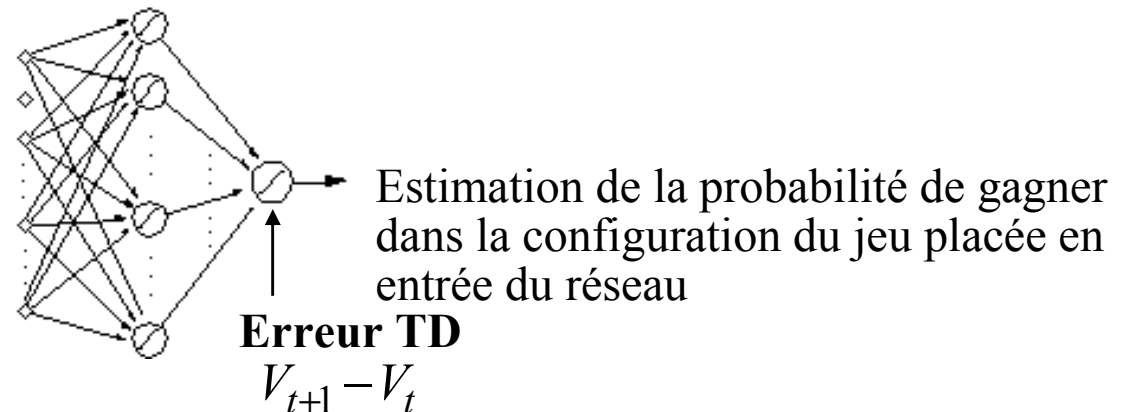 Estimation de la probabilité de gagner
dans la configuration du jeu placée en
entrée du réseau
Erreur TD
V_{t+1} − V_t